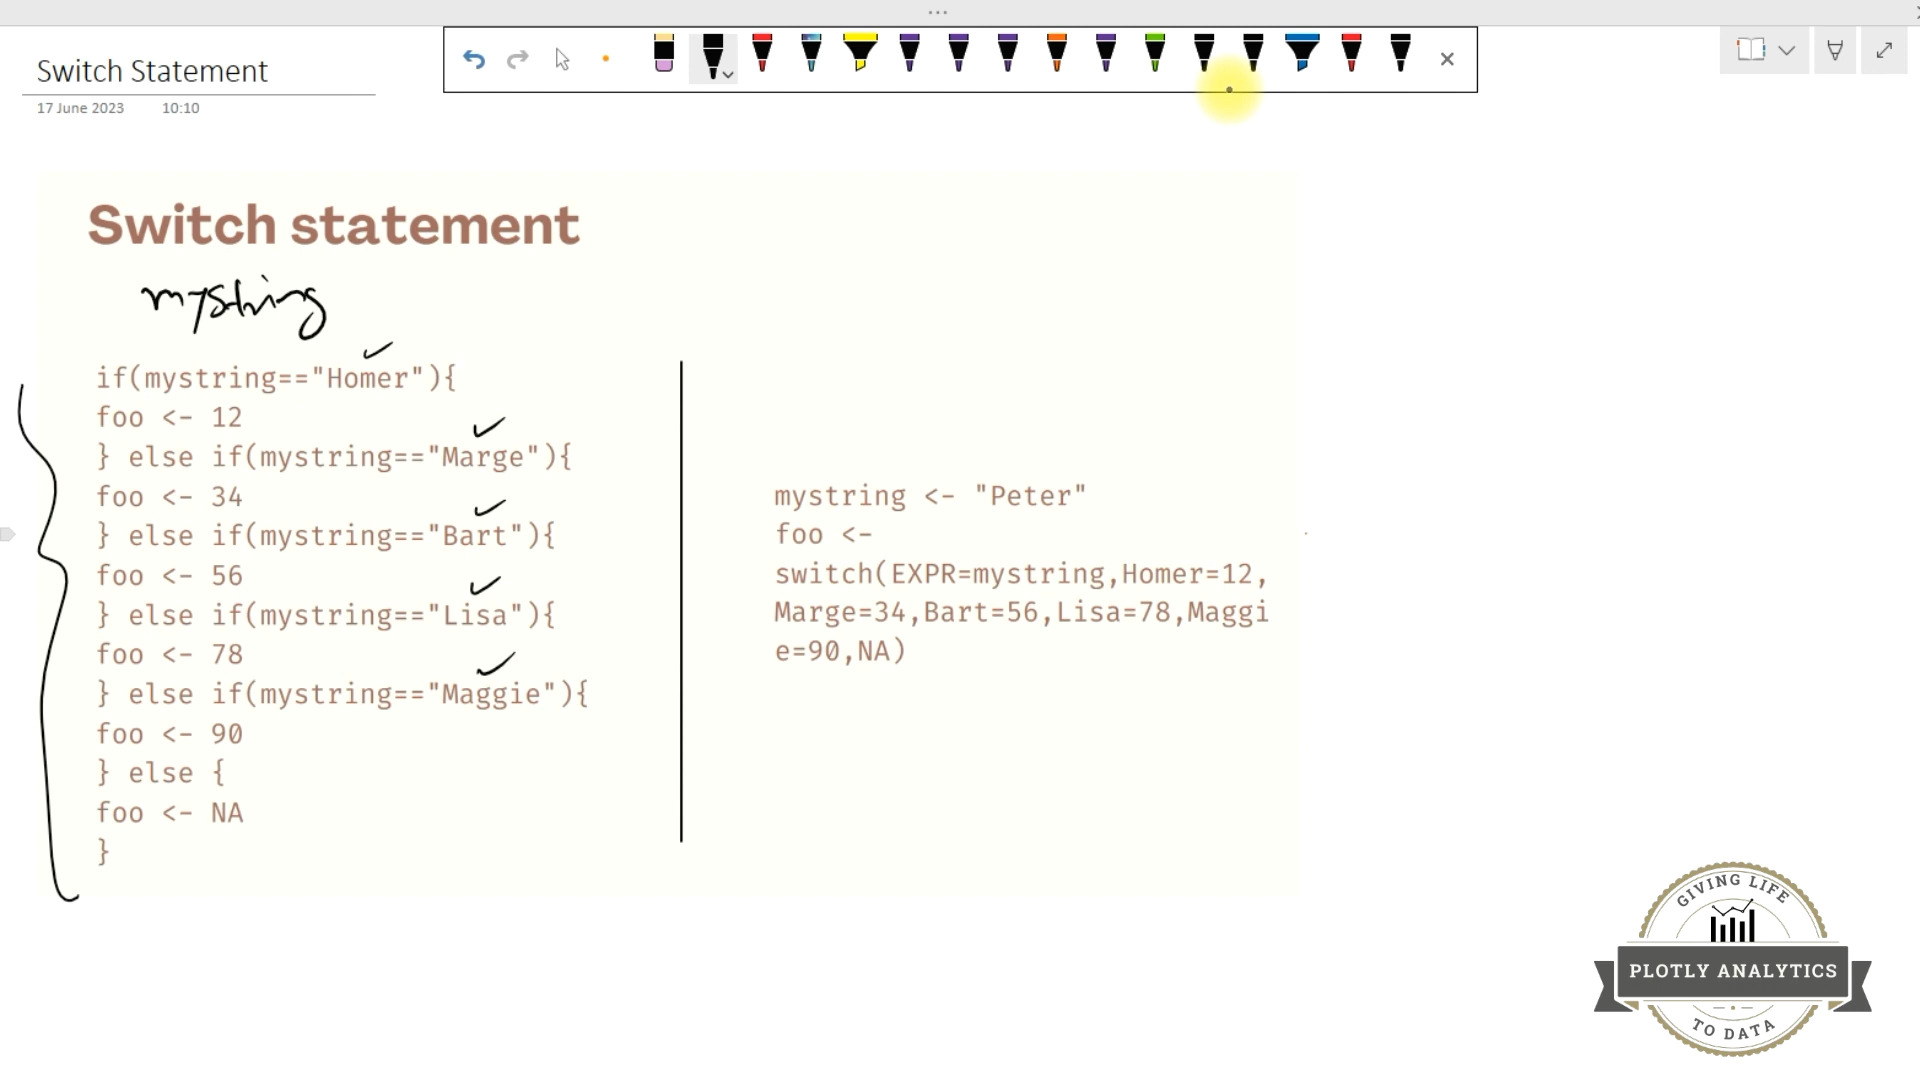 Switch Statement
17 June 2023 10:10
Switch statement
mystring
if(mystring=="Homer"){
foo <- 12
} else if(mystring=="Marge"){
foo <- 34
} else if(mystring=="Bart"){
foo <- 56
} else if(mystring=="Lisa"){
foo <- 78
} else if(mystring=="Maggie"){
foo <- 90
} else {
foo <- NA
}
mystring <- "Peter"
foo <-
switch(EXPR=mystring,Homer=12,
Marge=34,Bart=56,Lisa=78,Maggi
e=90,NA)
GIVING LIFE
PLOTLY ANALYTICS
TO DATA